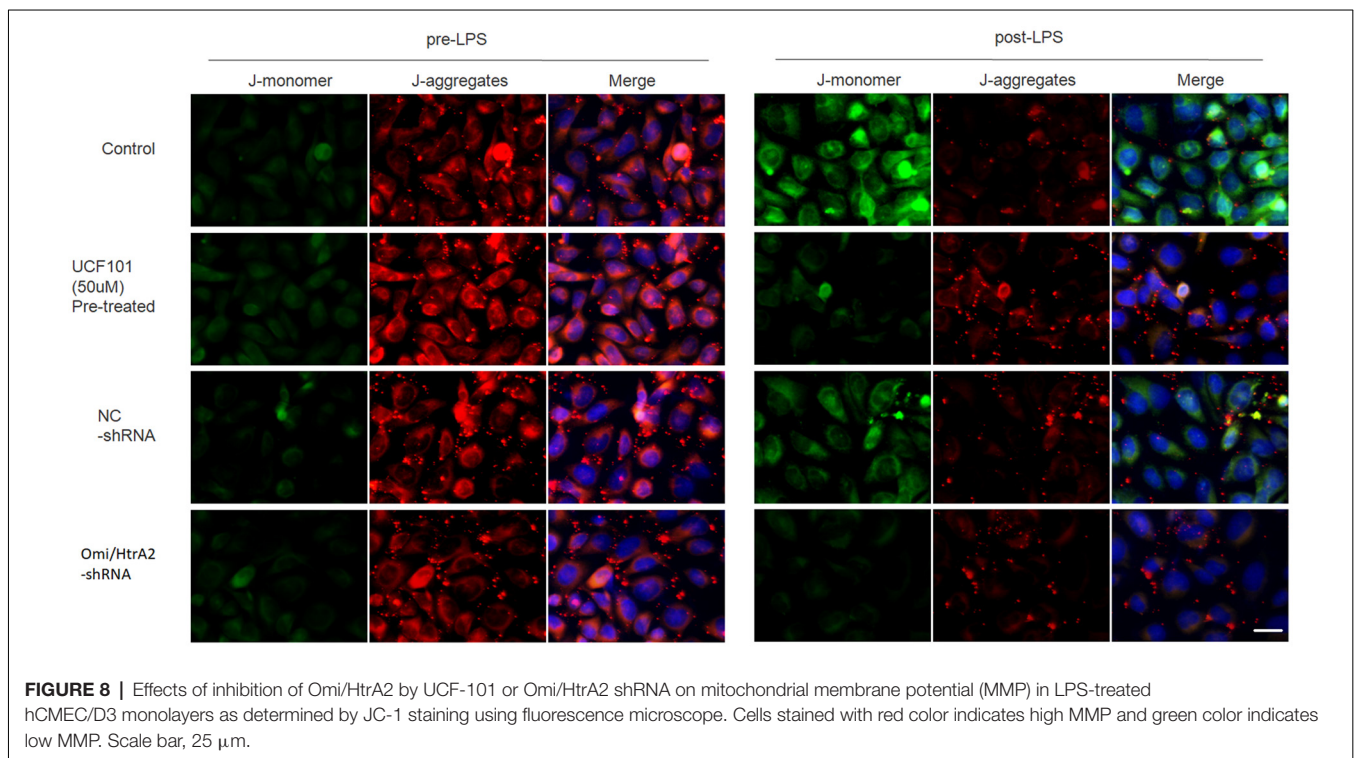 pre-LPS
post-LPS
J-monomer J-aggregates Merge
J-monomer J-aggregates Merge
Control
UCF101
(50uM)
Pre-treated
NC
-shRNA
Omi/HtrA2
-shRNA
FIGURE 8 | Effects of inhibition of Omi/HtrA2 by UCF-101 or Omi/HtrA2 shRNA on mitochondrial membrane potential (MMP) in LPS-treated
hCMEC/D3 monolayers as determined by JC-1 staining using fluorescence microscope. Cells stained with red color indicates high MMP and green color indicates
low MMP. Scale bar, 25 μm.